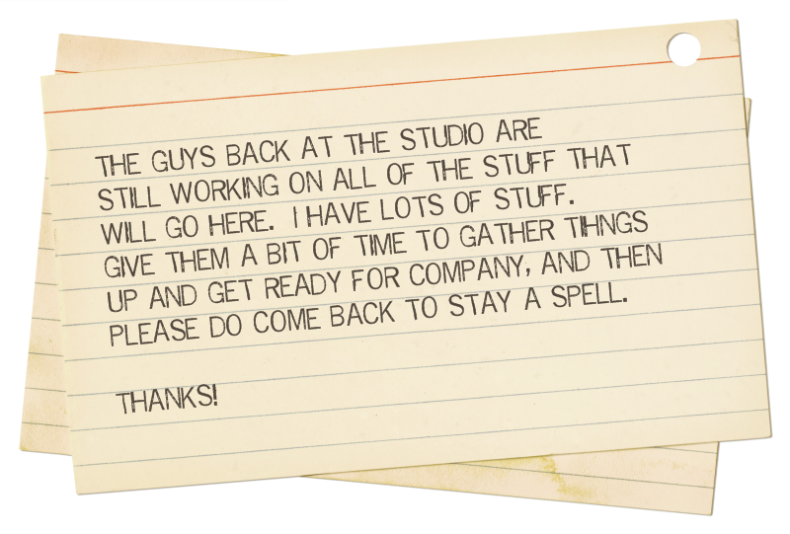 THE GUYS BACK AT THE STUDIO ARE
STILL WORKING ON ALL OF THE STUFF THAT
WILL GO HERE. I HAVE LOTS OF STUFF.
GIVE THEM A BIT OF TIME TO GATHER THINGS
UP AND GET READY FOR COMPANY, AND THEN
PLEASE DO COME BACK TO STAY A SPELL.
THANKS!